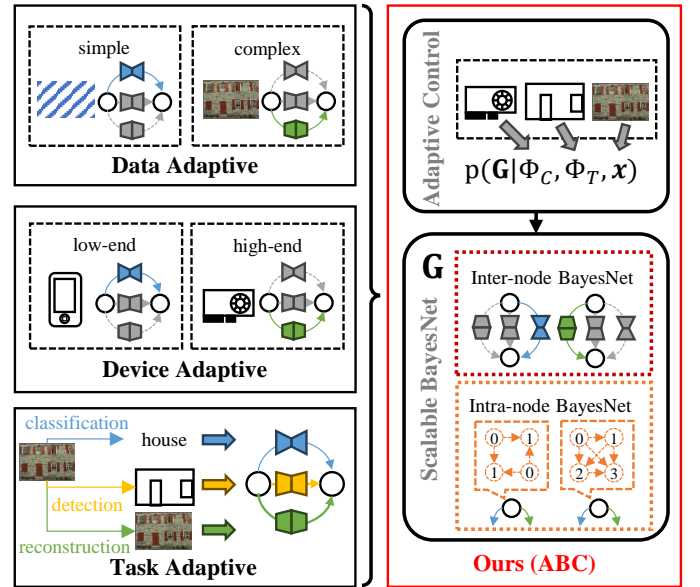 simple
complex
Data Adaptive
low-end
high-end
Device Adaptive
classification
house
detection
reconstruction
Task Adaptive
Adaptive Control
p(G|Φ_C, Φ_T, x)
G
Scalable BayesNet
Inter-node BayesNet
Intra-node BayesNet
0 1 0 1
1 0 2 3
Ours (ABC)